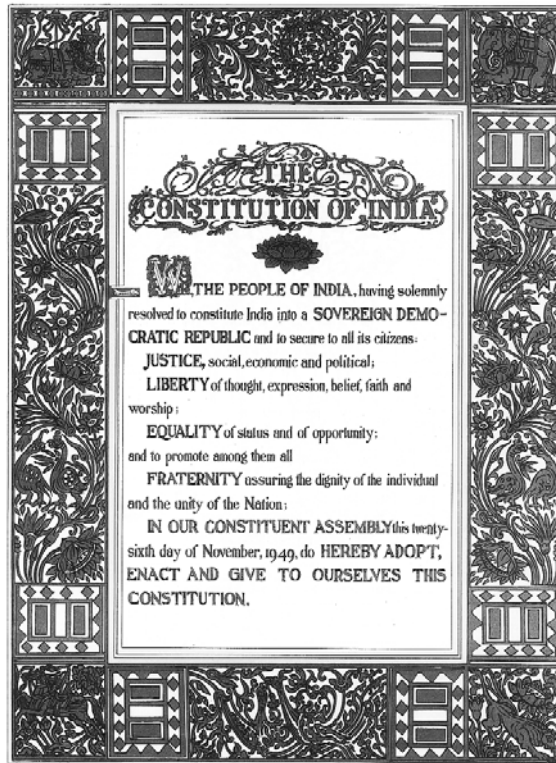 THE
CONSTITUTION OF INDIA
WE, THE PEOPLE OF INDIA, having solemnly
resolved to constitute India into a SOVEREIGN DEMO-
CRATIC REPUBLIC and to secure to all its citizens:
JUSTICE, social, economic and political;
LIBERTY of thought, expression, belief, faith and
worship;
EQUALITY of status and of opportunity;
and to promote among them all
FRATERNITY assuring the dignity of the individual
and the unity of the Nation;
IN OUR CONSTITUENT ASSEMBLY this twenty-
sixth day of November, 1949, do HEREBY ADOPT,
ENACT AND GIVE TO OURSELVES THIS
CONSTITUTION.